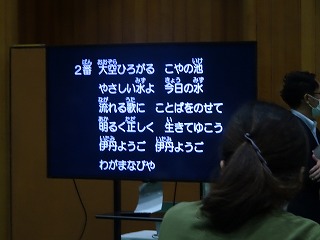 2番 大空ひろがる こやの池
やさしい水よ 今日の水
流れる歌に ことばをのせて
明るく正しく 生きてゆこう
伊丹ようご 伊丹ようご
わがまなびや